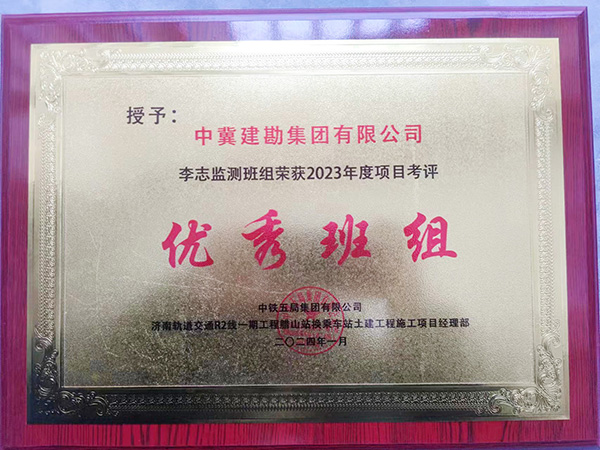 授予：
中冀建勘集团有限公司
李志监测班组荣获2023年度项目考评
优秀班组
中铁五局集团有限公司
济南轨道交通R2线一期工程腊山站换乘车站土建工程施工项目经理部
二〇二四年一月